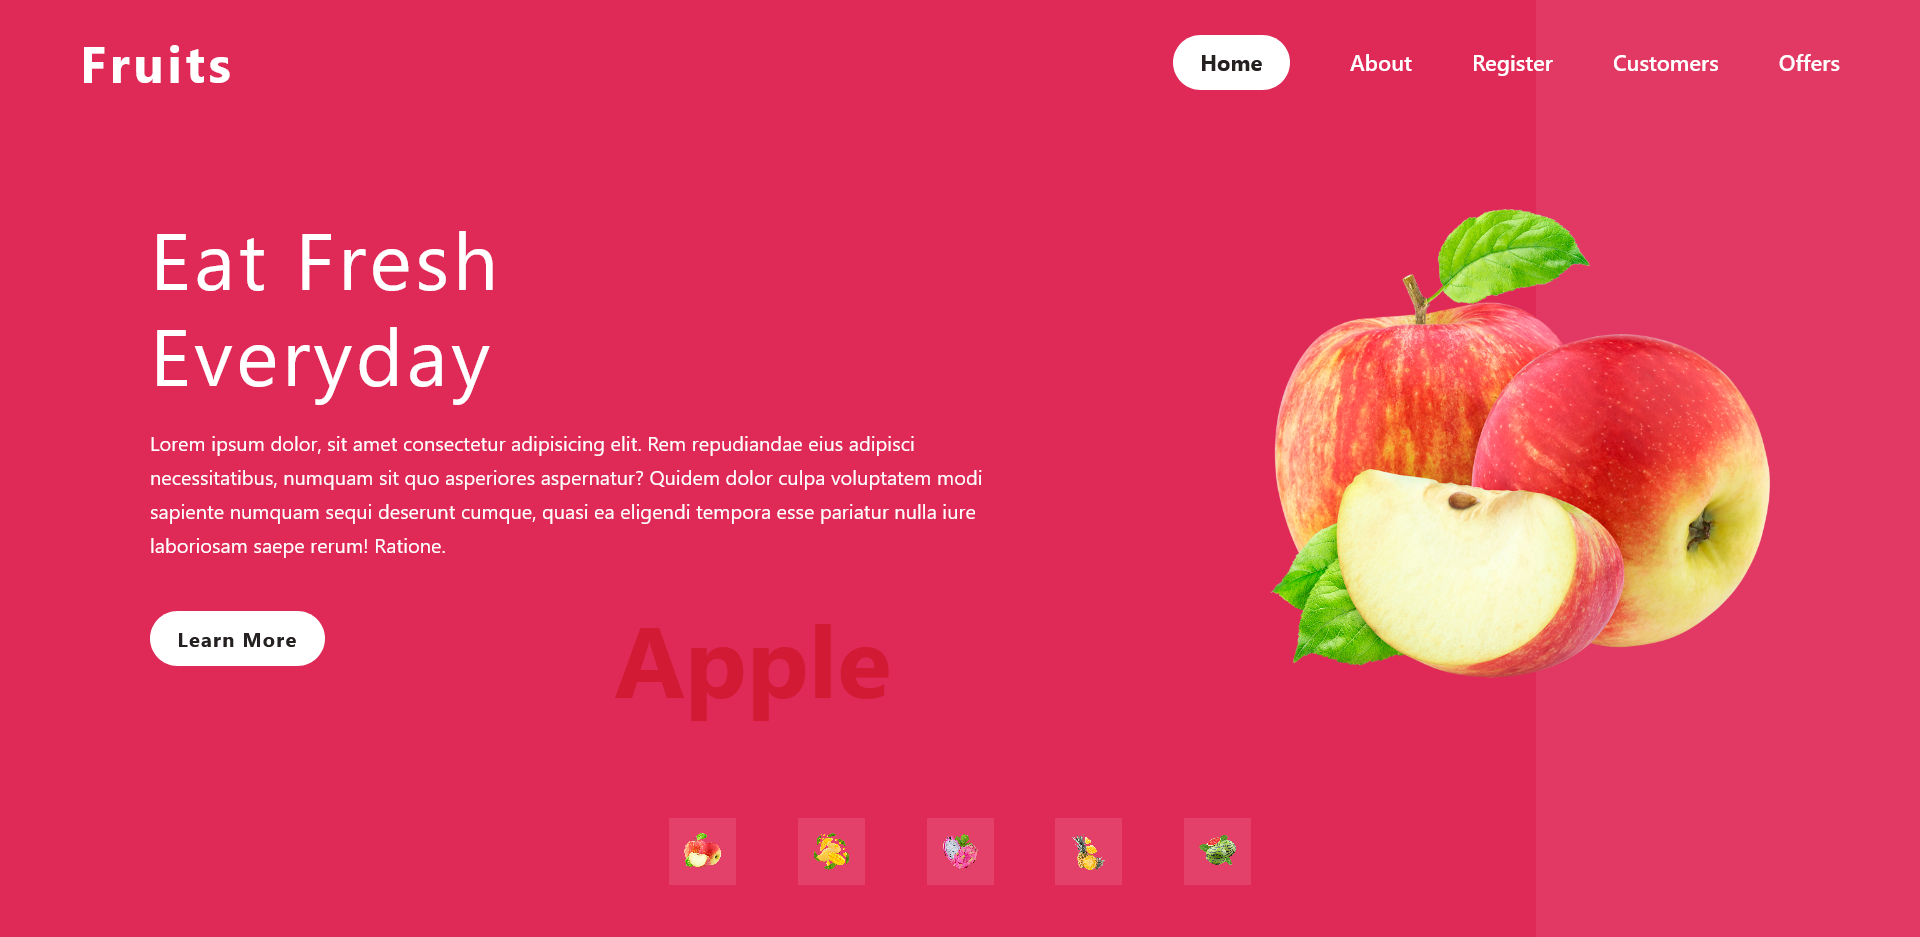 Fruits
Home
About
Register
Customers
Offers
Eat Fresh
Everyday
Lorem ipsum dolor, sit amet consectetur adipisicing elit. Rem repudiandae eius adipisci
necessitatibus, numquam sit quo asperiores aspernatur? Quidem dolor culpa voluptatem modi
sapiente numquam sequi deserunt cumque, quasi ea eligendi tempora esse pariatur nulla iure
laboriosam saepe rerum! Ratione.
Learn More
Apple